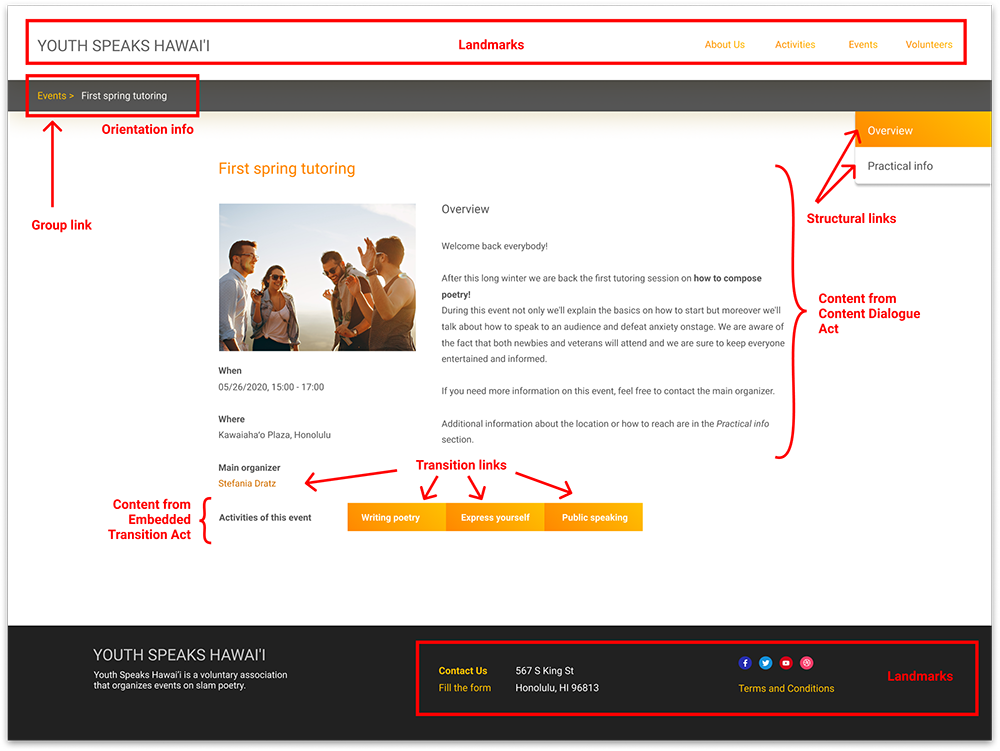 YOUTH SPEAKS HAWAI'I
Landmarks
About Us
Activities
Events
Volunteers
Events > First spring tutoring
Orientation info
Group link
Overview
Practical info
Structural links
First spring tutoring
Overview
Welcome back everybody!
After this long winter we are back the first tutoring session on how to compose
poetry!
During this event not only we'll explain the basics on how to start but moreover we'll
talk about how to speak to an audience and defeat anxiety onstage. We are aware of
the fact that both newbies and veterans will attend and we are sure to keep everyone
entertained and informed.
If you need more information on this event, feel free to contact the main organizer.
Additional information about the location or how to reach are in the Practical info
section.
Content from
Content Dialogue
Act
When
05/26/2020, 15:00 - 17:00
Where
Kawaiaha'o Plaza, Honolulu
Main organizer
Stefania Dratz
Transition links
Content from
Embedded
Transition Act
Activities of this event
Writing poetry
Express yourself
Public speaking
YOUTH SPEAKS HAWAI'I
Youth Speaks Hawai'i is a voluntary association
that organizes events on slam poetry.
Contact Us
Fill the form
567 S King St
Honolulu, HI 96813
Terms and Conditions
Landmarks